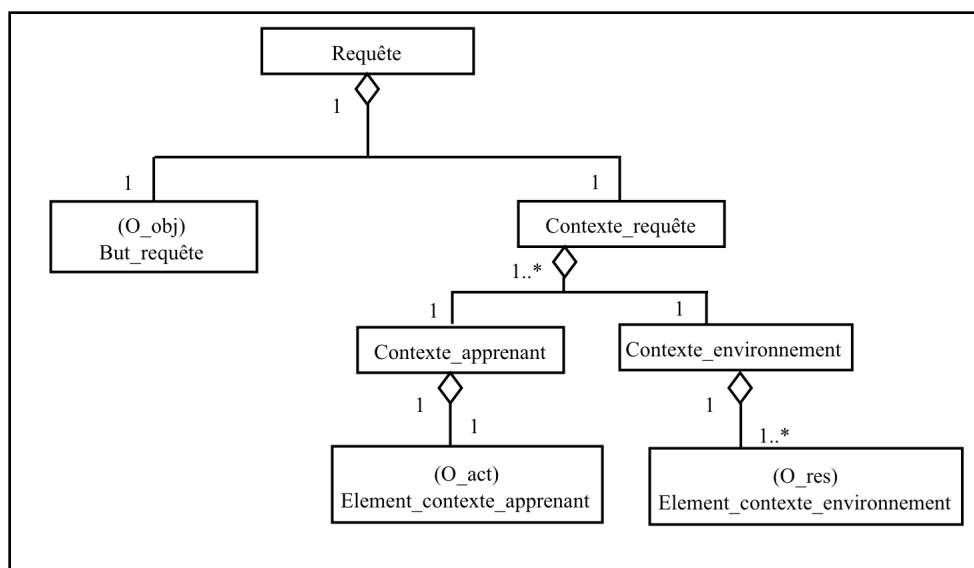 Requête
1
1
1
(O_obj)
But_requête
Contexte_requête
1..*
1
1
Contexte_apprenant
Contexte_environnement
1
1
1
1..*
(O_act)
Element_contexte_apprenant
(O_res)
Element_contexte_environnement